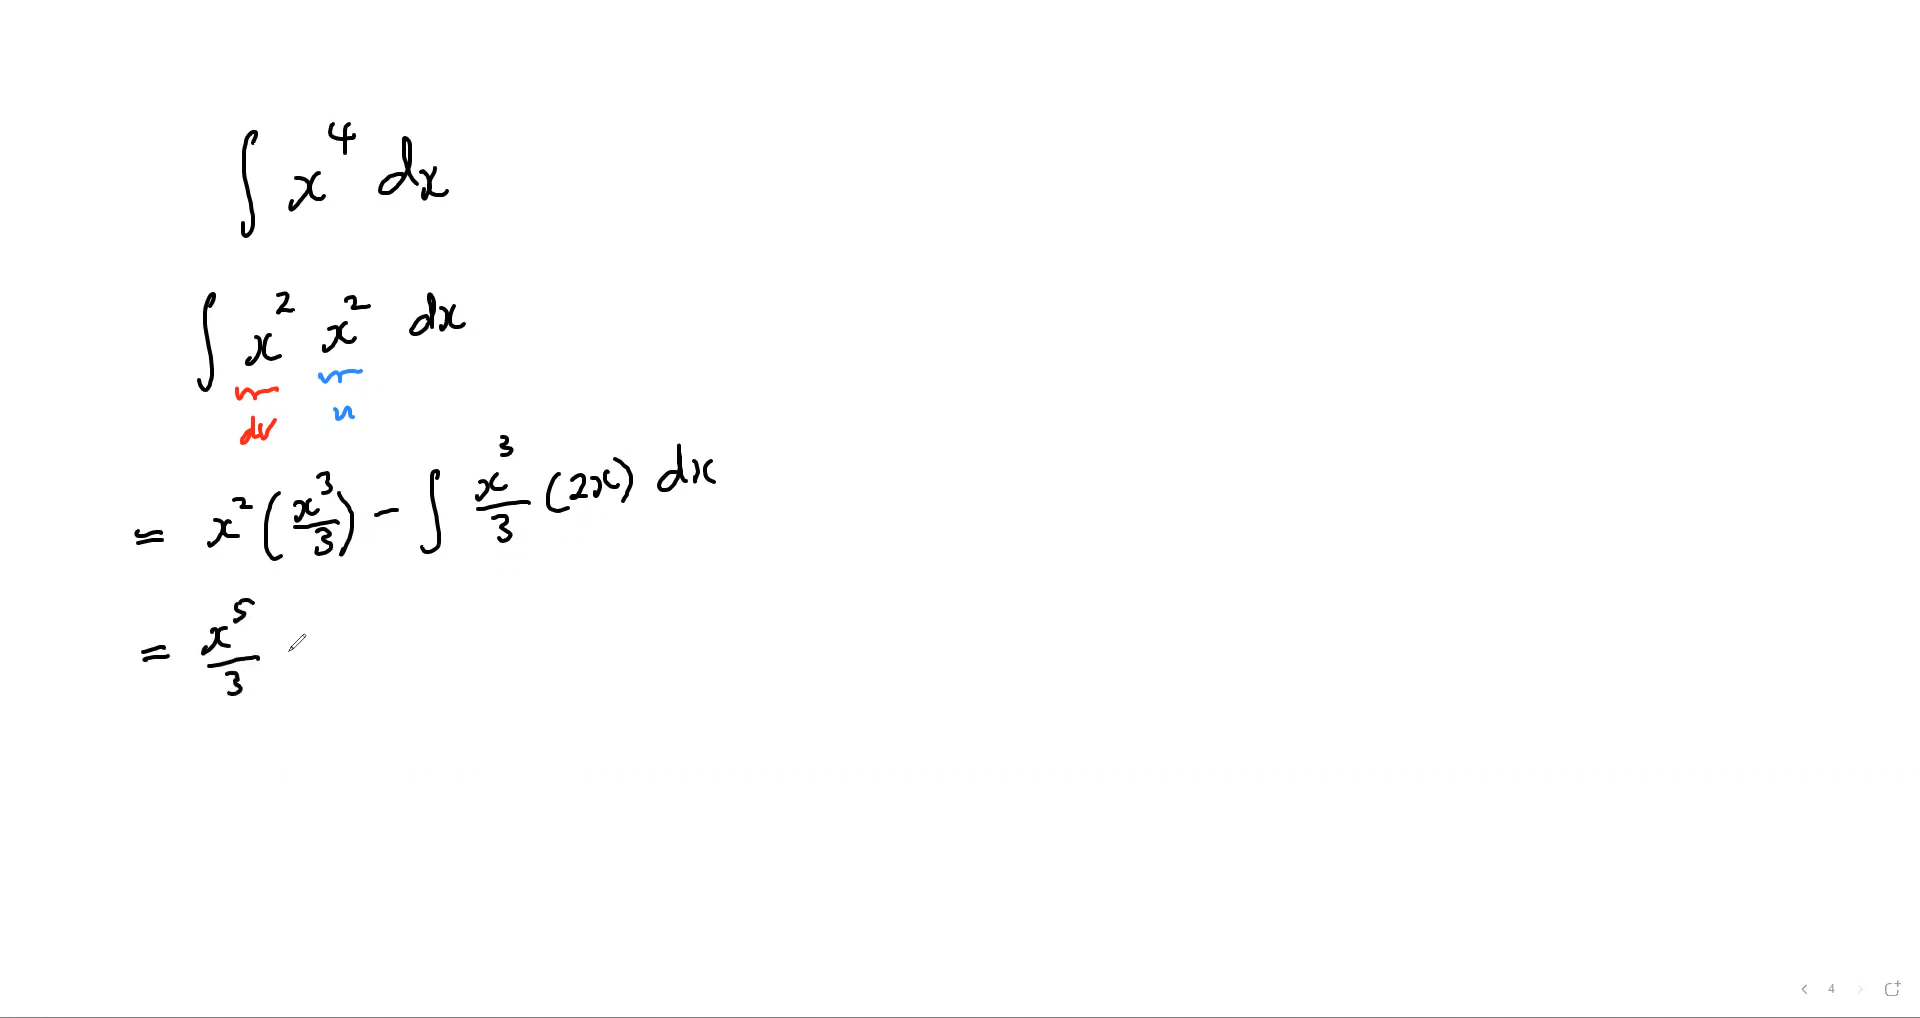 ∫ x⁴ dx
∫ x² x² dx
dv u
= x² (x³/3) - ∫ x³/3 (2x) dx
= x⁵/3
4